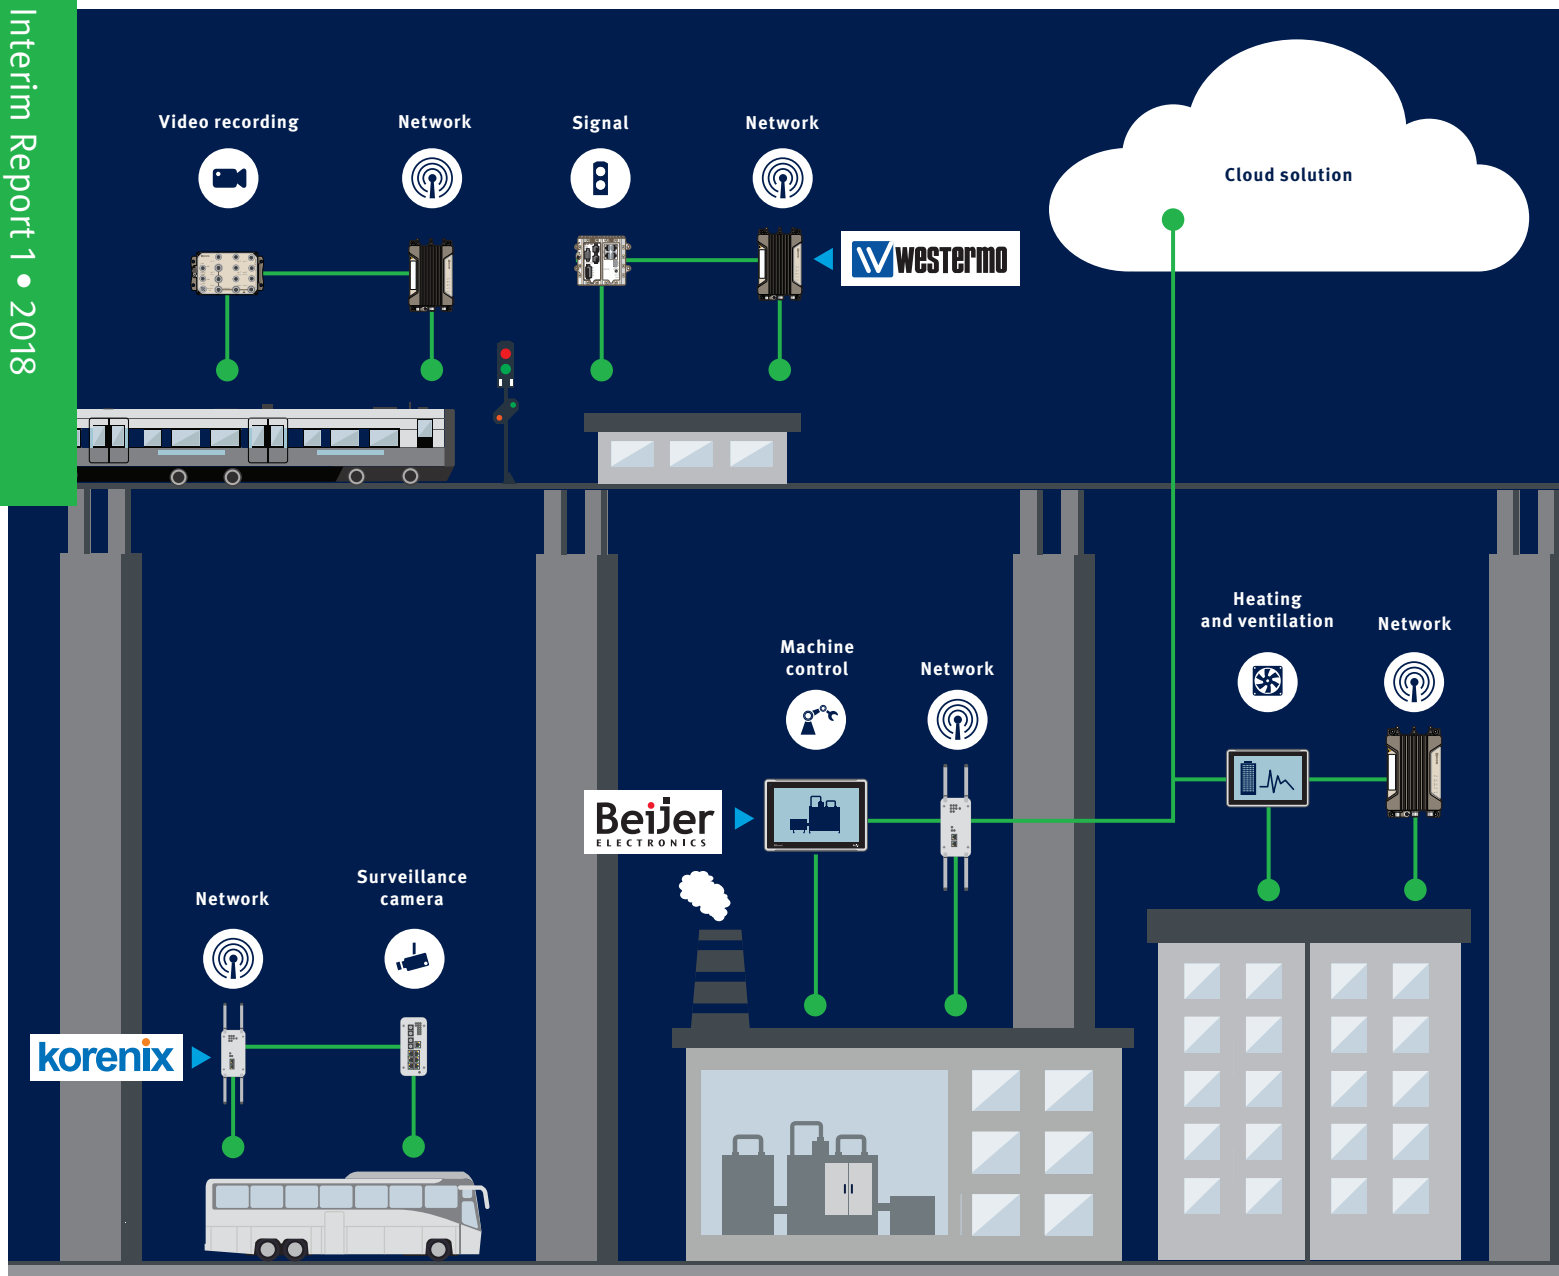 Interim Report 1 • 2018
Video recording
Network
Signal
Network
Cloud solution
westermo
Heating
and ventilation
Network
Machine
control
Network
Beijer
ELECTRONICS
Surveillance
camera
Network
korenix